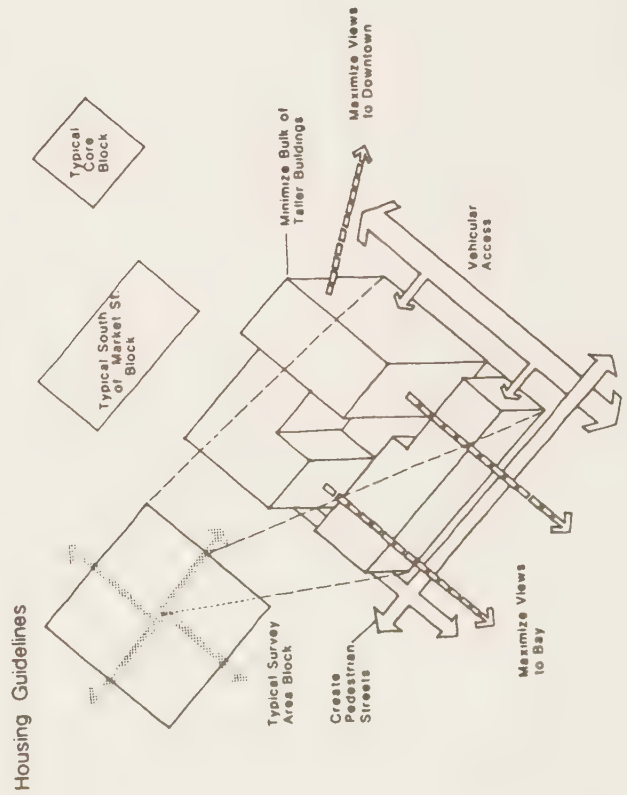 Housing Guidelines
Typical
Core
Block
Typical South
of Market St.
Block
Typical Survey
Area Block
Minimize Bulk of
Taller Buildings
Maximize Views
to Downtown
Create
Pedestrian
Streets
Vehicular
Access
Maximize Views
to Bay